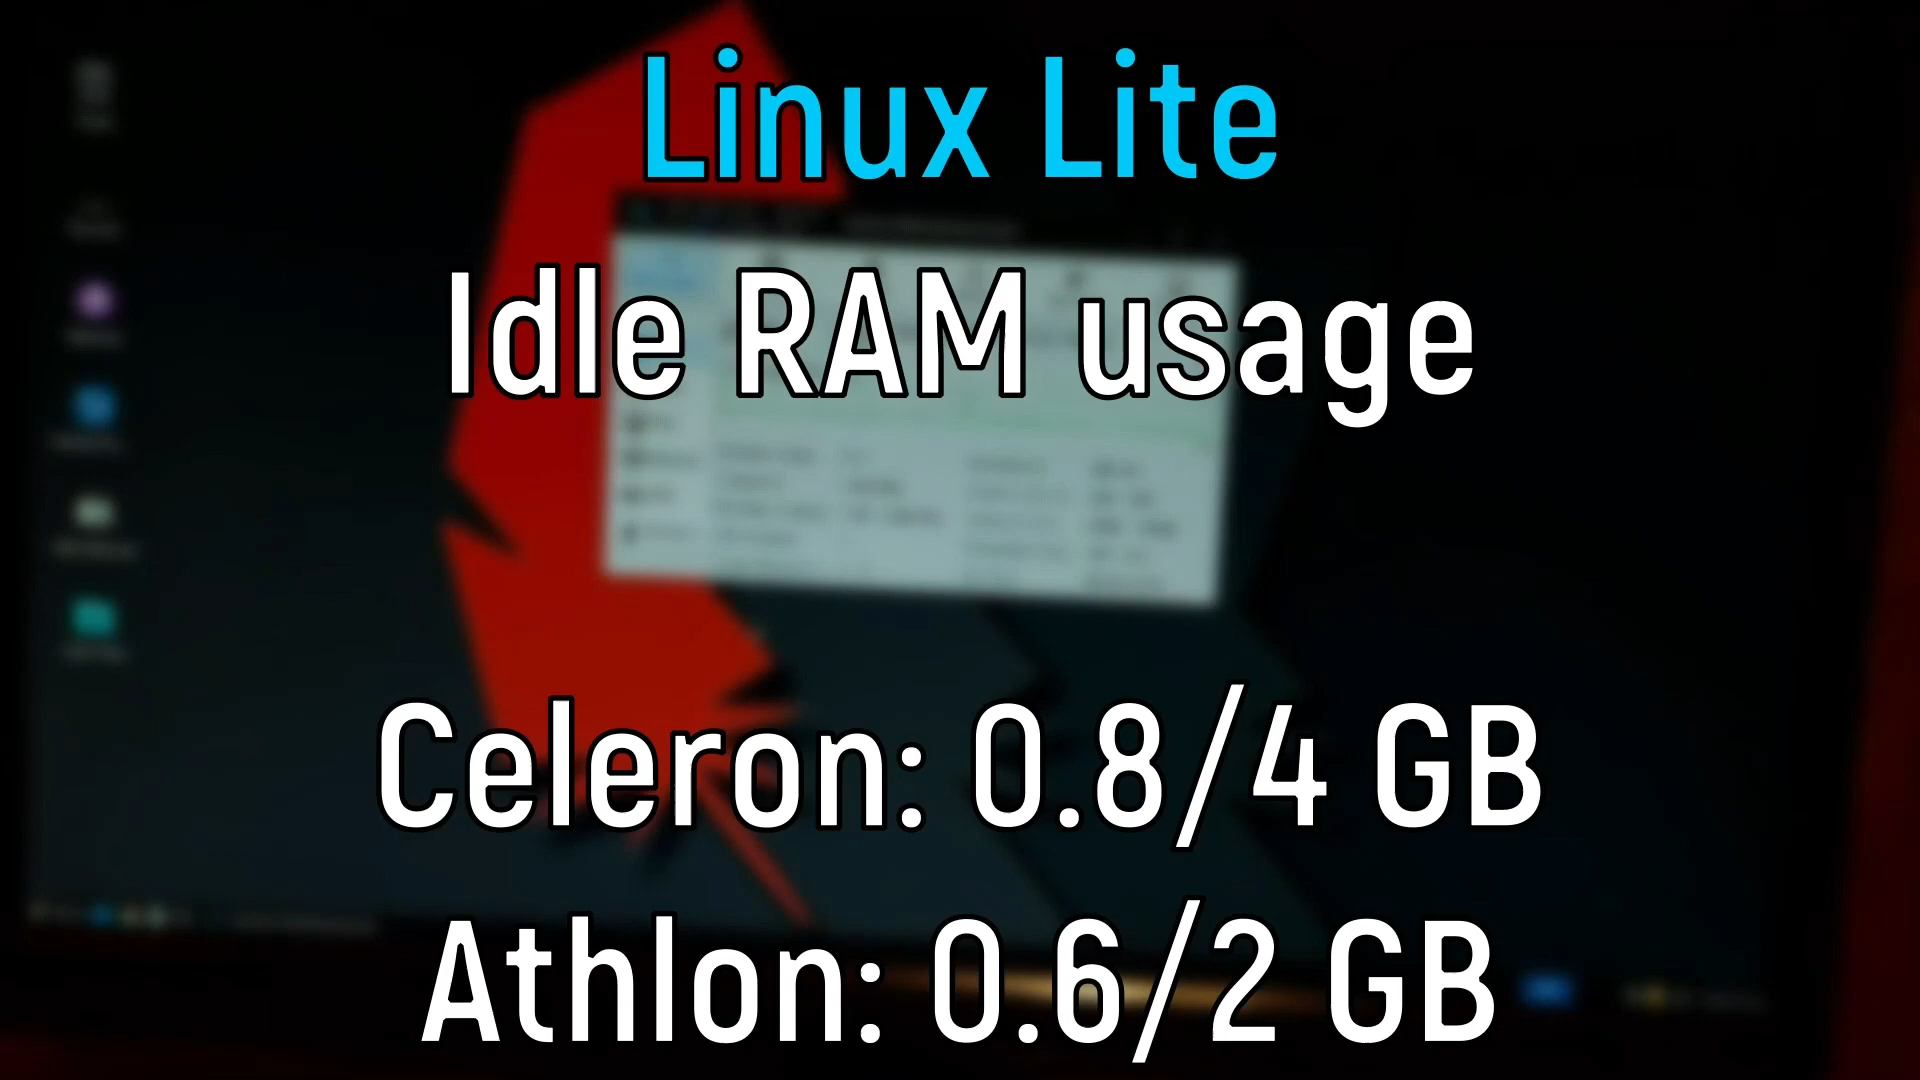 Linux Lite
Idle RAM usage
Celeron: 0.8/4 GB
Athlon: 0.6/2 GB